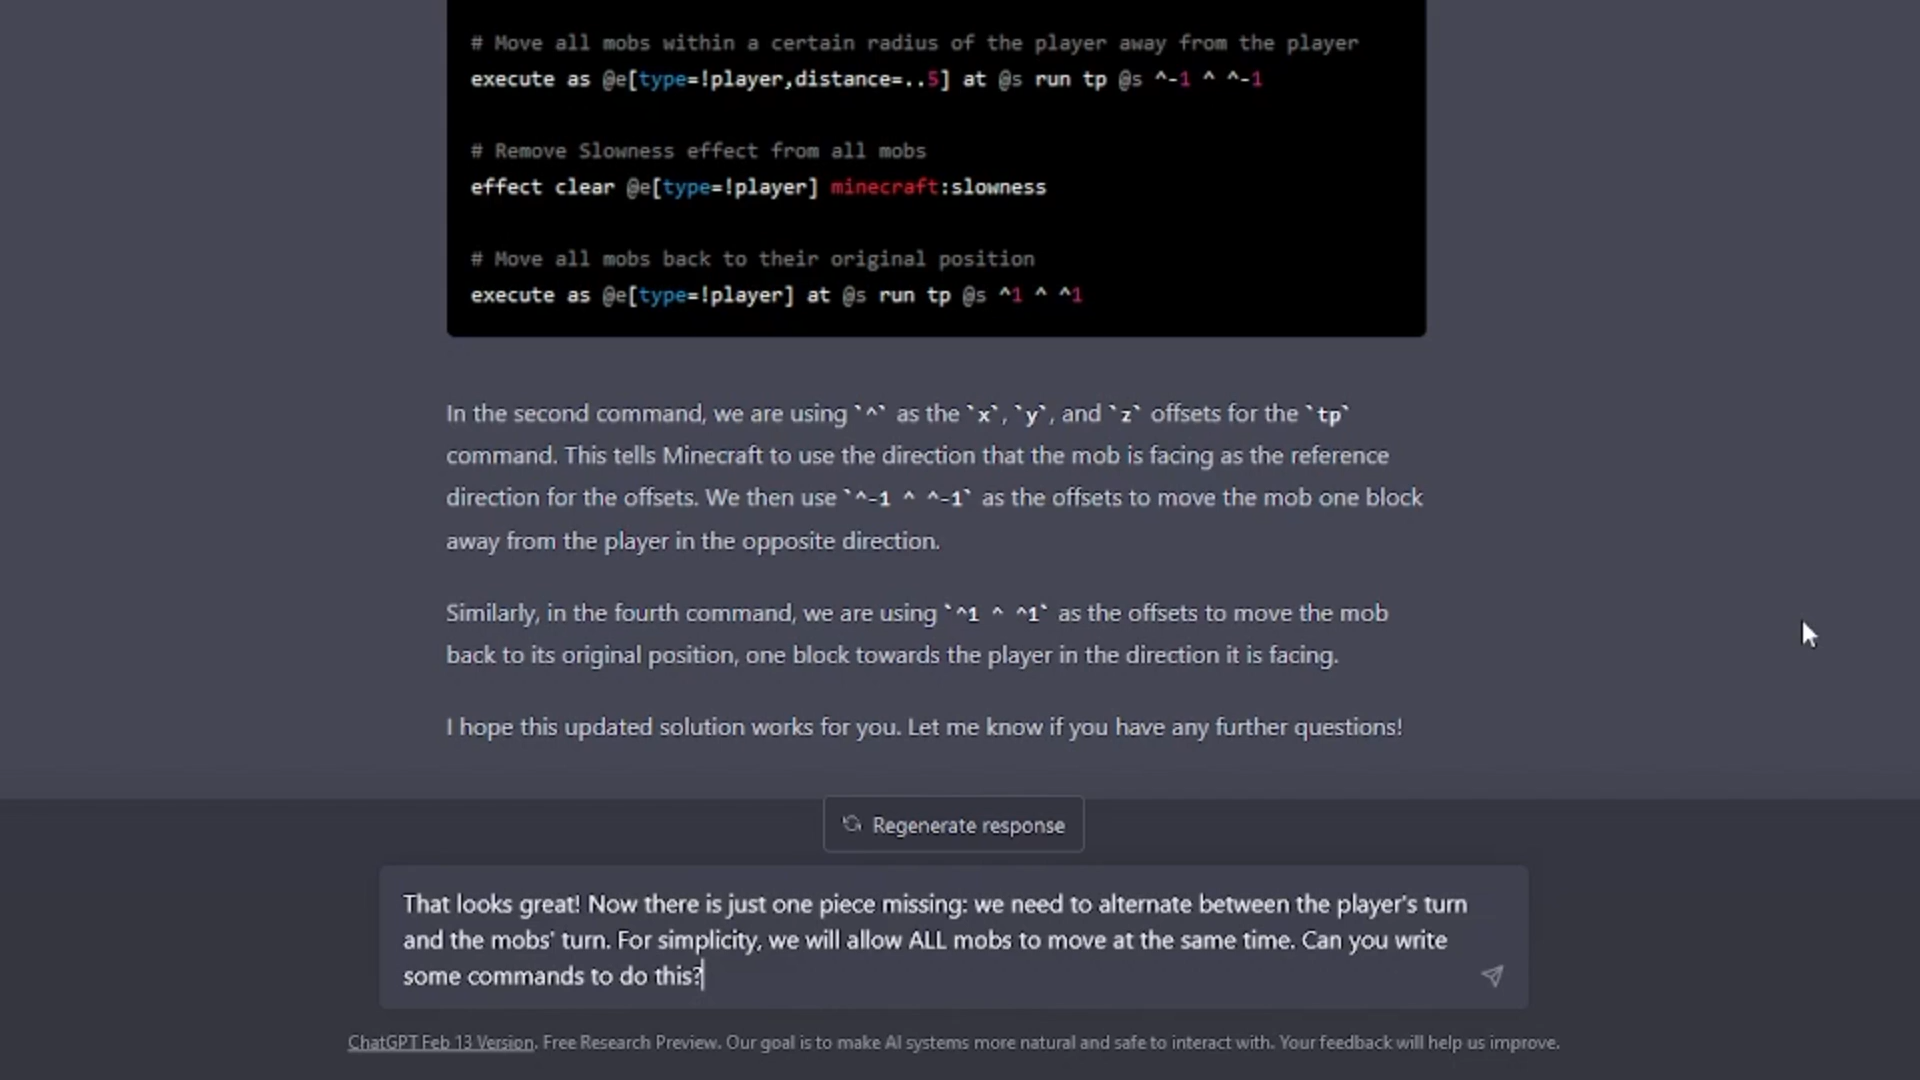 # Move all mobs within a certain radius of the player away from the player
execute as @e[type=!player,distance=..5] at @s run tp @s ^-1 ^ ^-1
# Remove Slowness effect from all mobs
effect clear @e[type=!player] minecraft:slowness
# Move all mobs back to their original position
execute as @e[type=!player] at @s run tp @s ^1 ^ ^1
In the second command, we are using `^` as the `x`, `y`, and `z` offsets for the `tp`
command. This tells Minecraft to use the direction that the mob is facing as the reference
direction for the offsets. We then use `^-1 ^ ^-1` as the offsets to move the mob one block
away from the player in the opposite direction.
Similarly, in the fourth command, we are using `^1 ^ ^1` as the offsets to move the mob
back to its original position, one block towards the player in the direction it is facing.
I hope this updated solution works for you. Let me know if you have any further questions!
Regenerate response
That looks great! Now there is just one piece missing: we need to alternate between the player's turn
and the mobs' turn. For simplicity, we will allow ALL mobs to move at the same time. Can you write
some commands to do this?
ChatGPT Feb 13 Version. Free Research Preview. Our goal is to make AI systems more natural and safe to interact with. Your feedback will help us improve.